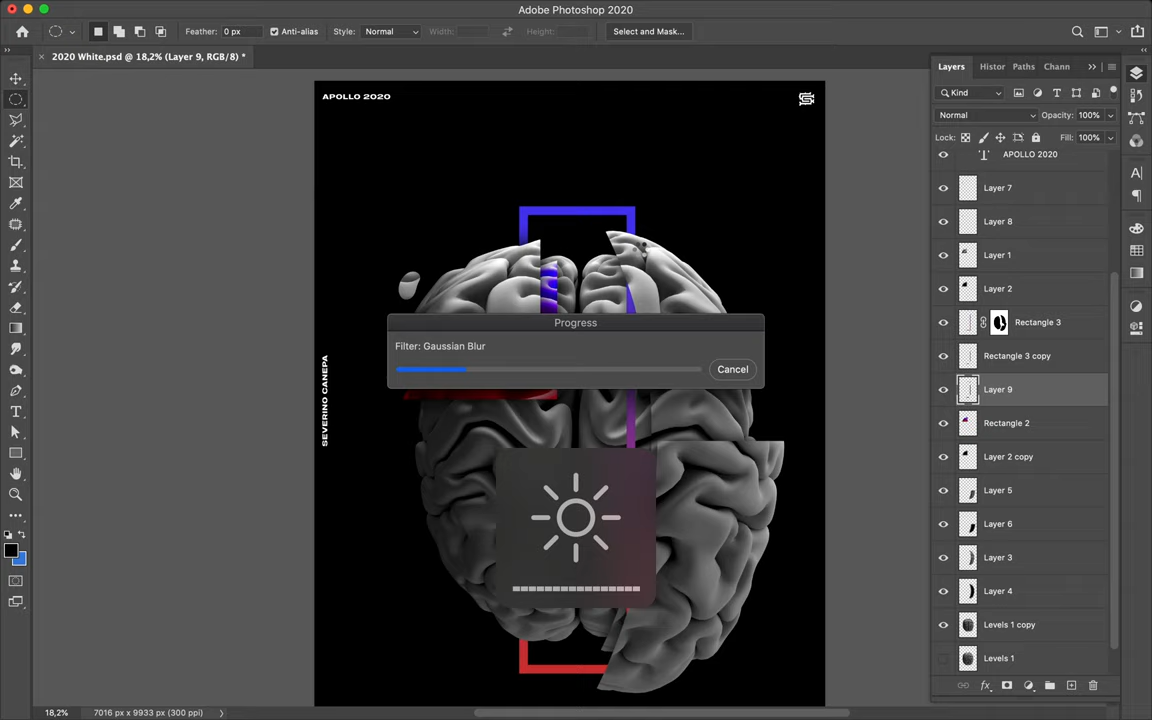 Adobe Photoshop 2020
Feather: 0 px
Anti-alias
Style: Normal
Width:
Height:
Select and Mask...
2020 White.psd @ 18,2% (Layer 9, RGB/8) *
Layers
Histor
Paths
Chann
Kind
Normal
Opacity: 100%
Lock:
Fill: 100%
APOLLO 2020
Layer 7
Layer 8
Layer 1
Layer 2
Rectangle 3
Rectangle 3 copy
Layer 9
Rectangle 2
Layer 2 copy
Layer 5
Layer 6
Layer 3
Layer 4
Levels 1 copy
Levels 1
APOLLO 2020
SEVERINO CANEPA
Progress
Filter: Gaussian Blur
Cancel
18,2%
7016 px x 9933 px (300 ppi)